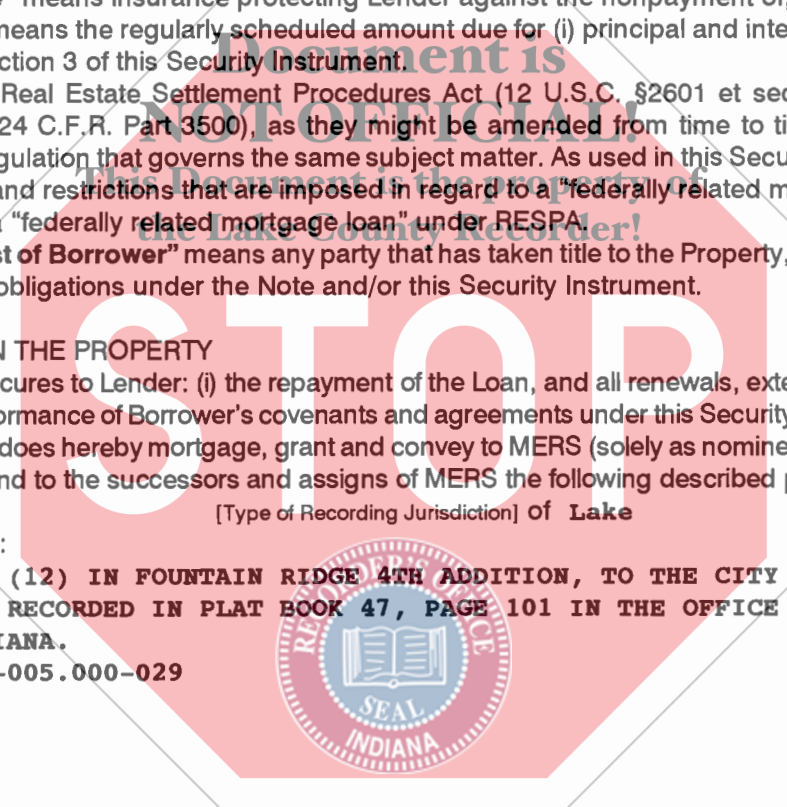 means insurance protecting Lender against the nonpayment of,
means the regularly scheduled amount due for (i) principal and inte
ction 3 of this Security Instrument.
Document is
Real Estate Settlement Procedures Act (12 U.S.C. §2601 et seq
NOT OFFICIAL!
24 C.F.R. Part 3500), as they might be amended from time to ti
gulation that governs the same subject matter. As used in this Secu
This Document is the property of
and restrictions that are imposed in regard to a “federally related m
“federally related mortgage loan” under RESPA.
the Lake County Recorder!
st of Borrower” means any party that has taken title to the Property,
obligations under the Note and/or this Security Instrument.
N THE PROPERTY
STOP
cures to Lender: (i) the repayment of the Loan, and all renewals, exte
ormance of Borrower’s covenants and agreements under this Security
does hereby mortgage, grant and convey to MERS (solely as nomine
nd to the successors and assigns of MERS the following described p
[Type of Recording Jurisdiction] of Lake
:
(12) IN FOUNTAIN RIDGE 4TH ADDITION, TO THE CITY
RECORDED IN PLAT BOOK 47, PAGE 101 IN THE OFFICE
IANA.
-005.000-029
RECORDER'S OFFICE
SEAL
INDIANA